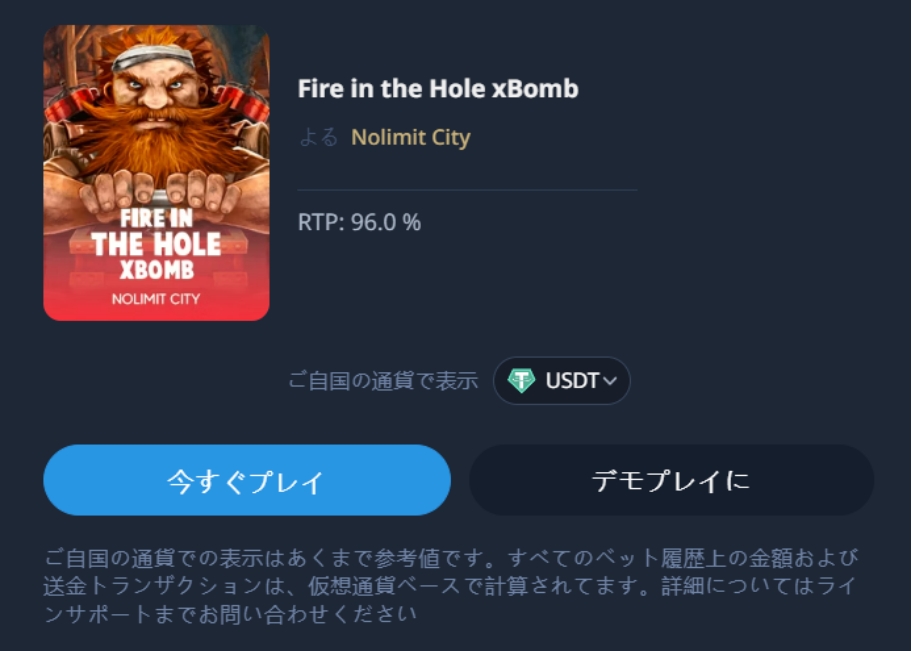 FIRE IN
THE HOLE
XBOMB
NOLIMIT CITY
Fire in the Hole xBomb
よる Nolimit City
RTP: 96.0 %
ご自国の通貨で表示 USDT
今すぐプレイ デモプレイに
ご自国の通貨での表示はあくまで参考値です。すべてのベット履歴上の金額および
送金トランザクションは、仮想通貨ベースで計算されてます。詳細についてはライ
ンサポートまでお問い合わせください